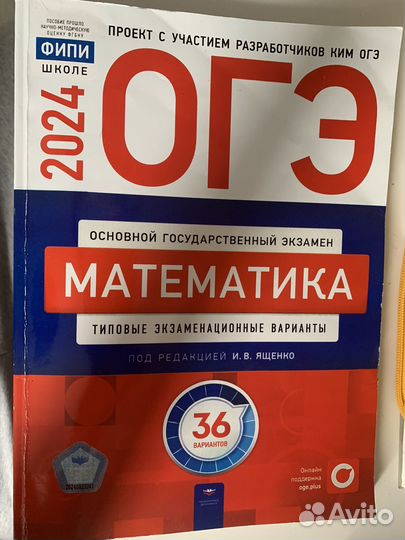 ПОСОБИЕ ПРОШЛО
НАУЧНО-МЕТОДИЧЕСКУЮ
ОЦЕНКУ ФГБНУ
ФИПИ
ШКОЛЕ
ПРОЕКТ С УЧАСТИЕМ РАЗРАБОТЧИКОВ КИМ ОГЭ
2024
ОГЭ
ОСНОВНОЙ ГОСУДАРСТВЕННЫЙ ЭКЗАМЕН
МАТЕМАТИКА
ТИПОВЫЕ ЭКЗАМЕНАЦИОННЫЕ ВАРИАНТЫ
ПОД РЕДАКЦИЕЙ И. В. ЯЩЕНКО
36
ВАРИАНТОВ
Онлайн
поддержка
oge.plus
Avito